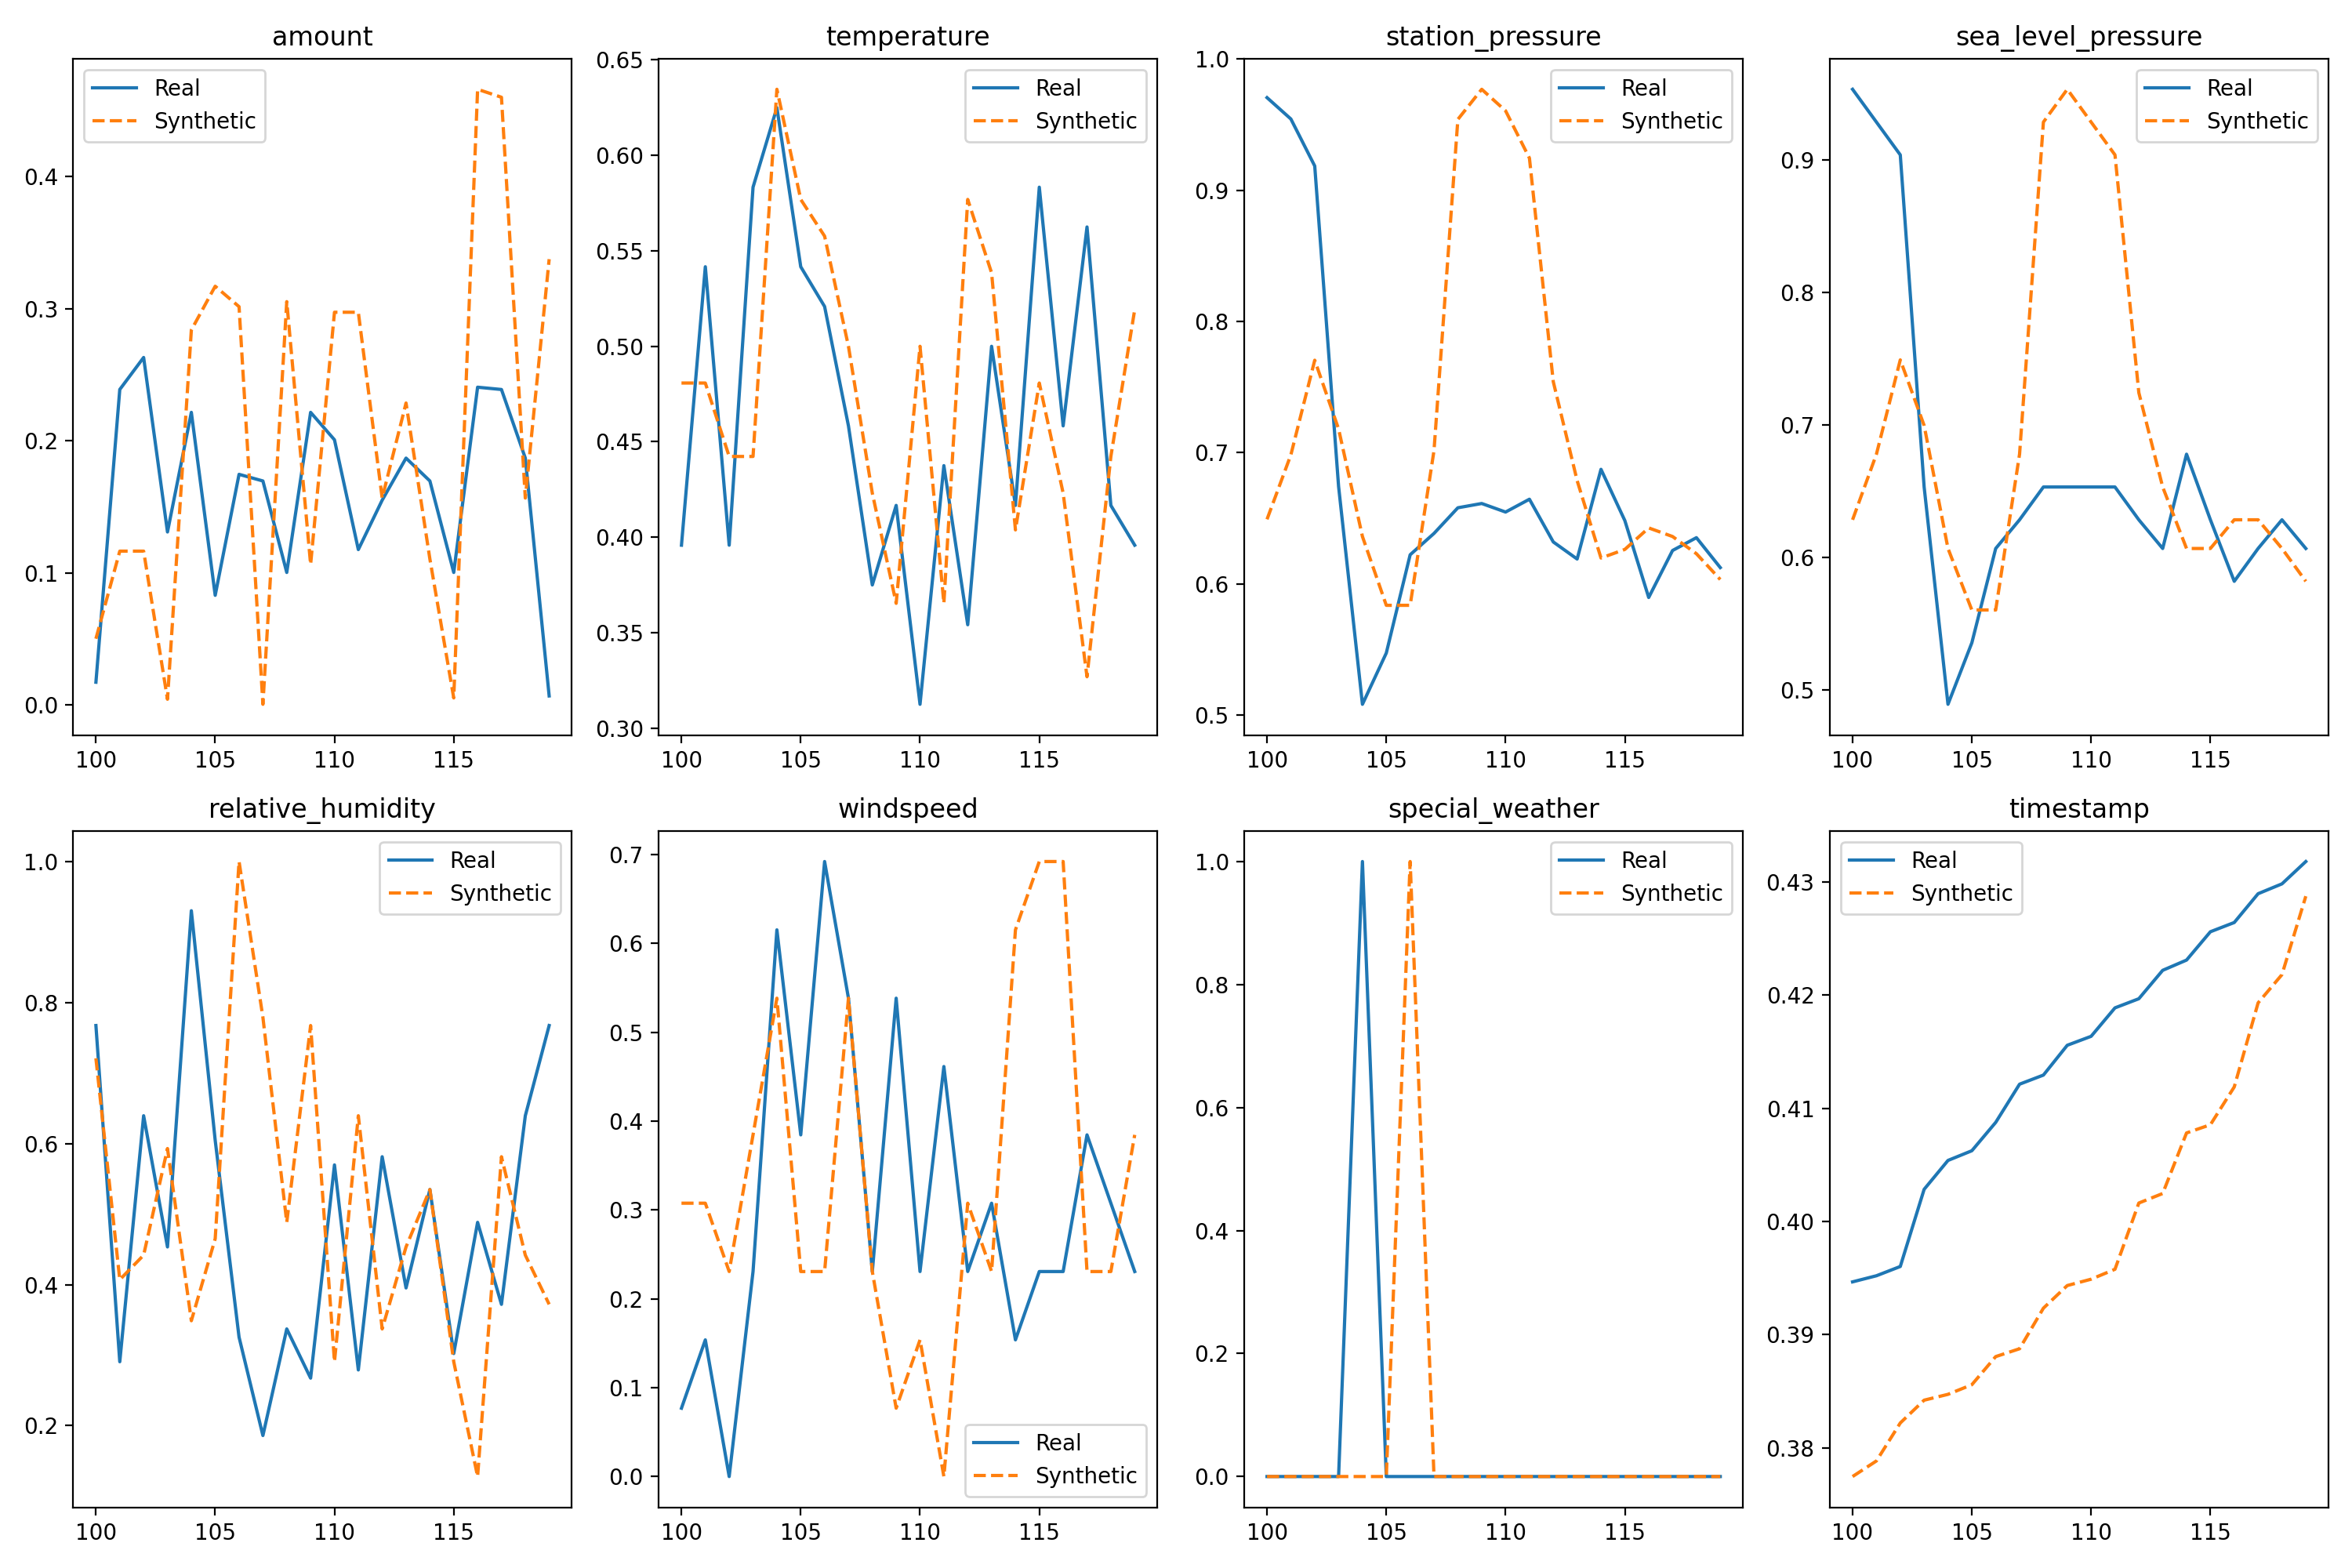 amount
Real
Synthetic
0.4
0.3
0.2
0.1
0.0
100 105 110 115
temperature
Real
Synthetic
0.65
0.60
0.55
0.50
0.45
0.40
0.35
0.30
100 105 110 115
station_pressure
Real
Synthetic
1.0
0.9
0.8
0.7
0.6
0.5
100 105 110 115
sea_level_pressure
Real
Synthetic
0.9
0.8
0.7
0.6
0.5
100 105 110 115
relative_humidity
Real
Synthetic
1.0
0.8
0.6
0.4
0.2
100 105 110 115
windspeed
0.7
0.6
0.5
0.4
0.3
0.2
0.1
0.0
Real
Synthetic
100 105 110 115
special_weather
Real
Synthetic
1.0
0.8
0.6
0.4
0.2
0.0
100 105 110 115
timestamp
Real
Synthetic
0.43
0.42
0.41
0.40
0.39
0.38
100 105 110 115